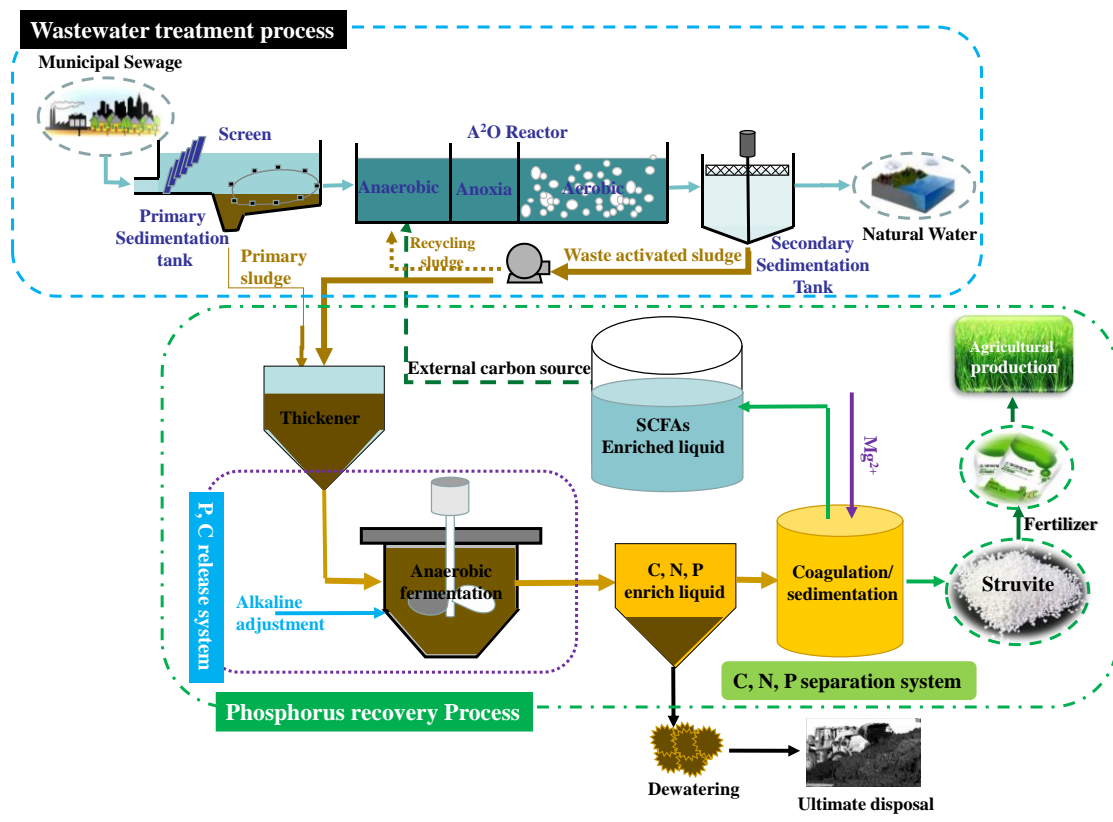 Wastewater treatment process
Municipal Sewage
Screen
A²O Reactor
Anaerobic
Anoxia
Aerobic
Primary
Sedimentation
tank
Natural Water
Primary
sludge
Recycling
sludge
Waste activated sludge
Secondary
Sedimentation
Tank
External carbon source
Thickener
SCFAs
Enriched liquid
Mg²⁺
Agricultural
production
Fertilizer
P, C release system
Anaerobic
fermentation
Alkaline
adjustment
C, N, P
enrich liquid
Coagulation/
sedimentation
Struvite
C, N, P separation system
Phosphorus recovery Process
Dewatering
Ultimate disposal